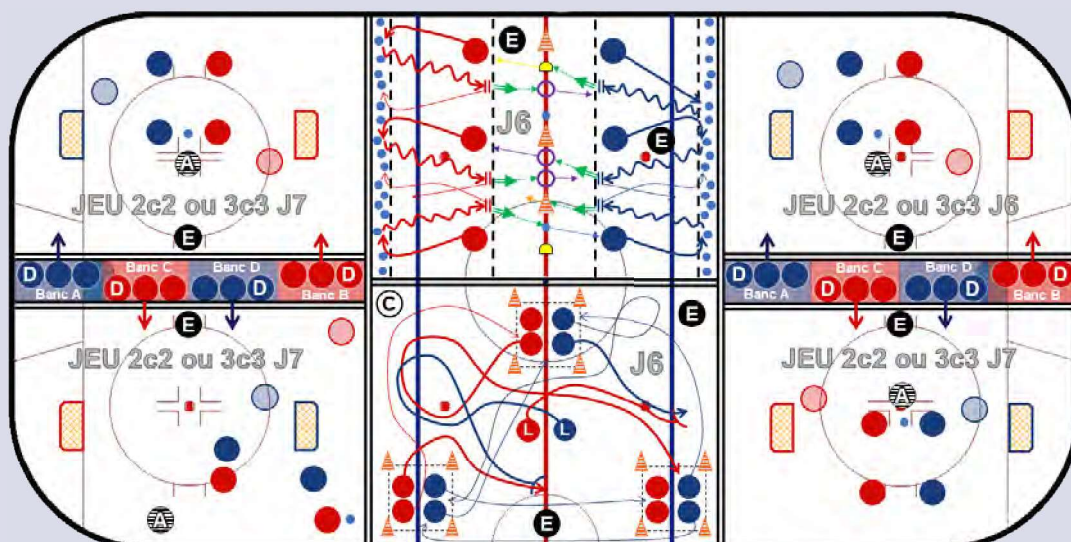 E
J6
E
A
A
JEU 2c2 ou 3c3 J7
JEU 2c2 ou 3c3 J6
E
E
D
Banc A
Banc C
D
Banc D
D
Banc B
D
D
Banc A
Banc C
D
Banc D
D
Banc B
D
C
E
E
E
JEU 2c2 ou 3c3 J7
J6
JEU 2c2 ou 3c3 J7
A
L
L
A
E